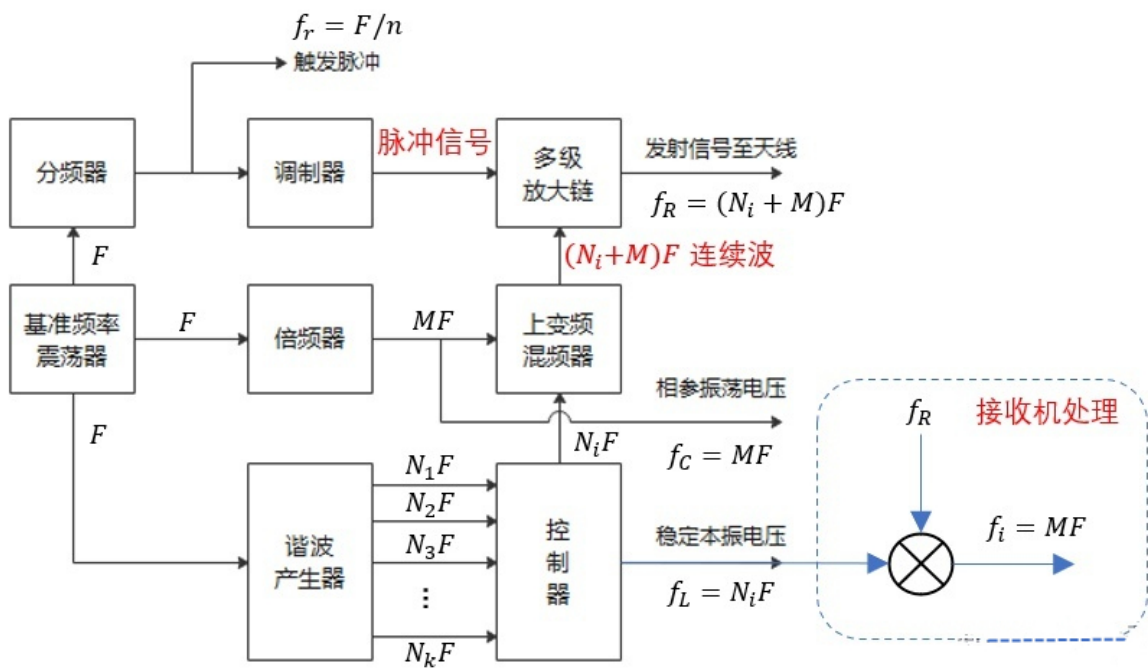 f_r = F/n
触发脉冲
分频器
调制器
脉冲信号
多级
放大链
发射信号至天线
f_R = (N_i + M)F
F
(N_i+M)F 连续波
基准频率
震荡器
F
倍频器
MF
上变频
混频器
相参振荡电压
f_C = MF
F
N_iF
接收机处理
f_R
谐波
产生器
N_1F
N_2F
N_3F
⋮
N_kF
控
制
器
稳定本振电压
f_L = N_iF
f_i = MF